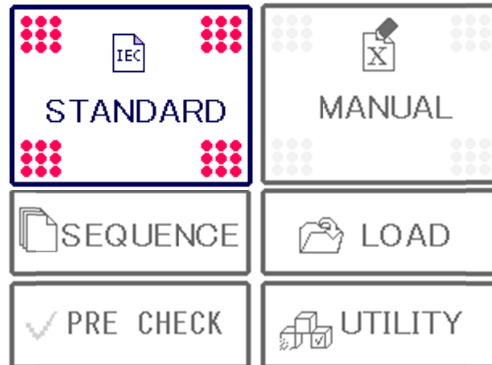 IEC
STANDARD
X
MANUAL
SEQUENCE
LOAD
PRE CHECK
UTILITY